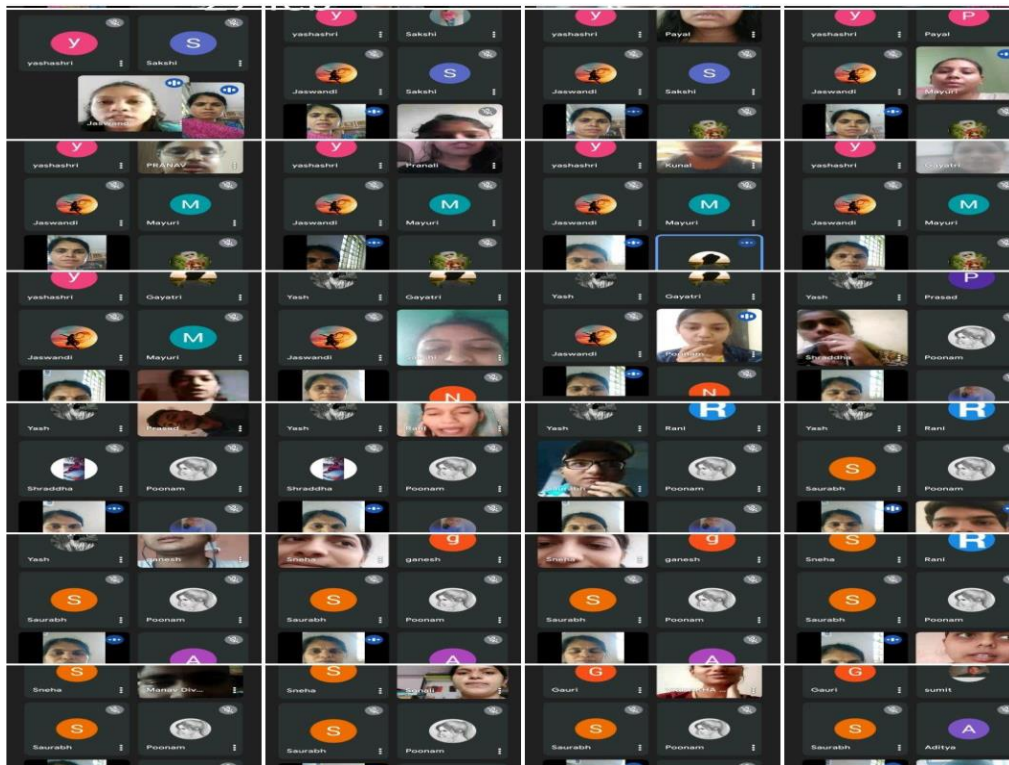 y S
yashashri Sakshi
Jaswandi
y
yashashri Sakshi
S
Jaswandi Sakshi
y
yashashri Payal
S
Jaswandi Sakshi
y P
yashashri Payal
Jaswandi Mayuri
y
yashashri PRANAV
M
Jaswandi Mayuri
y
yashashri Pranali
M
Jaswandi Mayuri
y
yashashri Kunal
M
Jaswandi Mayuri
y
yashashri Gayatri
M
Jaswandi Mayuri
y
yashashri Gayatri
M
Jaswandi Mayuri
Yash Gayatri
Jaswandi
N
Yash Gayatri
Jaswandi Poonam
N
P
Yash Prasad
Shraddha Poonam
Yash Prasad
Shraddha Poonam
Yash Rani
Shraddha Poonam
R
Yash Rani
Saurabh Poonam
R
Yash Rani
S
Saurabh Poonam
Yash ganesh
S
Saurabh Poonam
A
g
Sneha ganesh
S
Saurabh Poonam
A
g
Sneha ganesh
S
Saurabh Poonam
A
S R
Sneha Rani
S
Saurabh Poonam
S
Sneha Manav Div...
S
Saurabh Poonam
S
Sneha Sonali
S
Saurabh Poonam
G
Gauri
S
Saurabh Poonam
G
Gauri sumit
S A
Saurabh Aditya